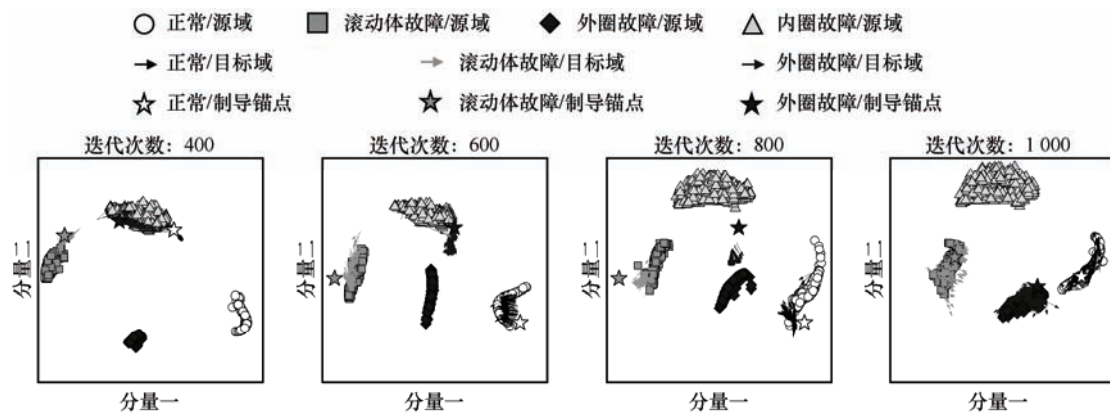 正常/源域 滚动体故障/源域 外圈故障/源域 内圈故障/源域
正常/目标域 滚动体故障/目标域 外圈故障/目标域
正常/制导锚点 滚动体故障/制导锚点 外圈故障/制导锚点
迭代次数：400 迭代次数：600 迭代次数：800 迭代次数：1 000
分量二 分量二 分量二 分量二
分量一 分量一 分量一 分量一